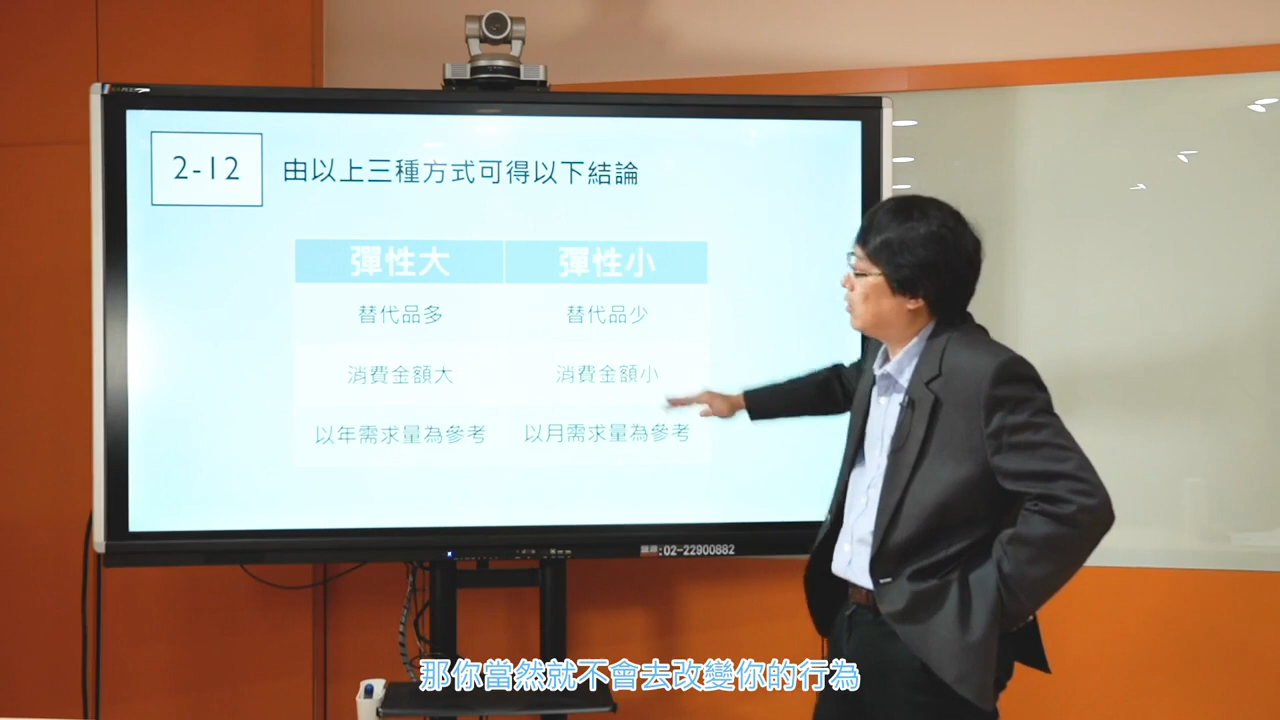 2-12
由以上三種方式可得以下結論
彈性大 彈性小
替代品多 替代品少
消費金額大 消費金額小
以年需求量為參考 以月需求量為參考
:02-22900882
那你當然就不會去改變你的行為